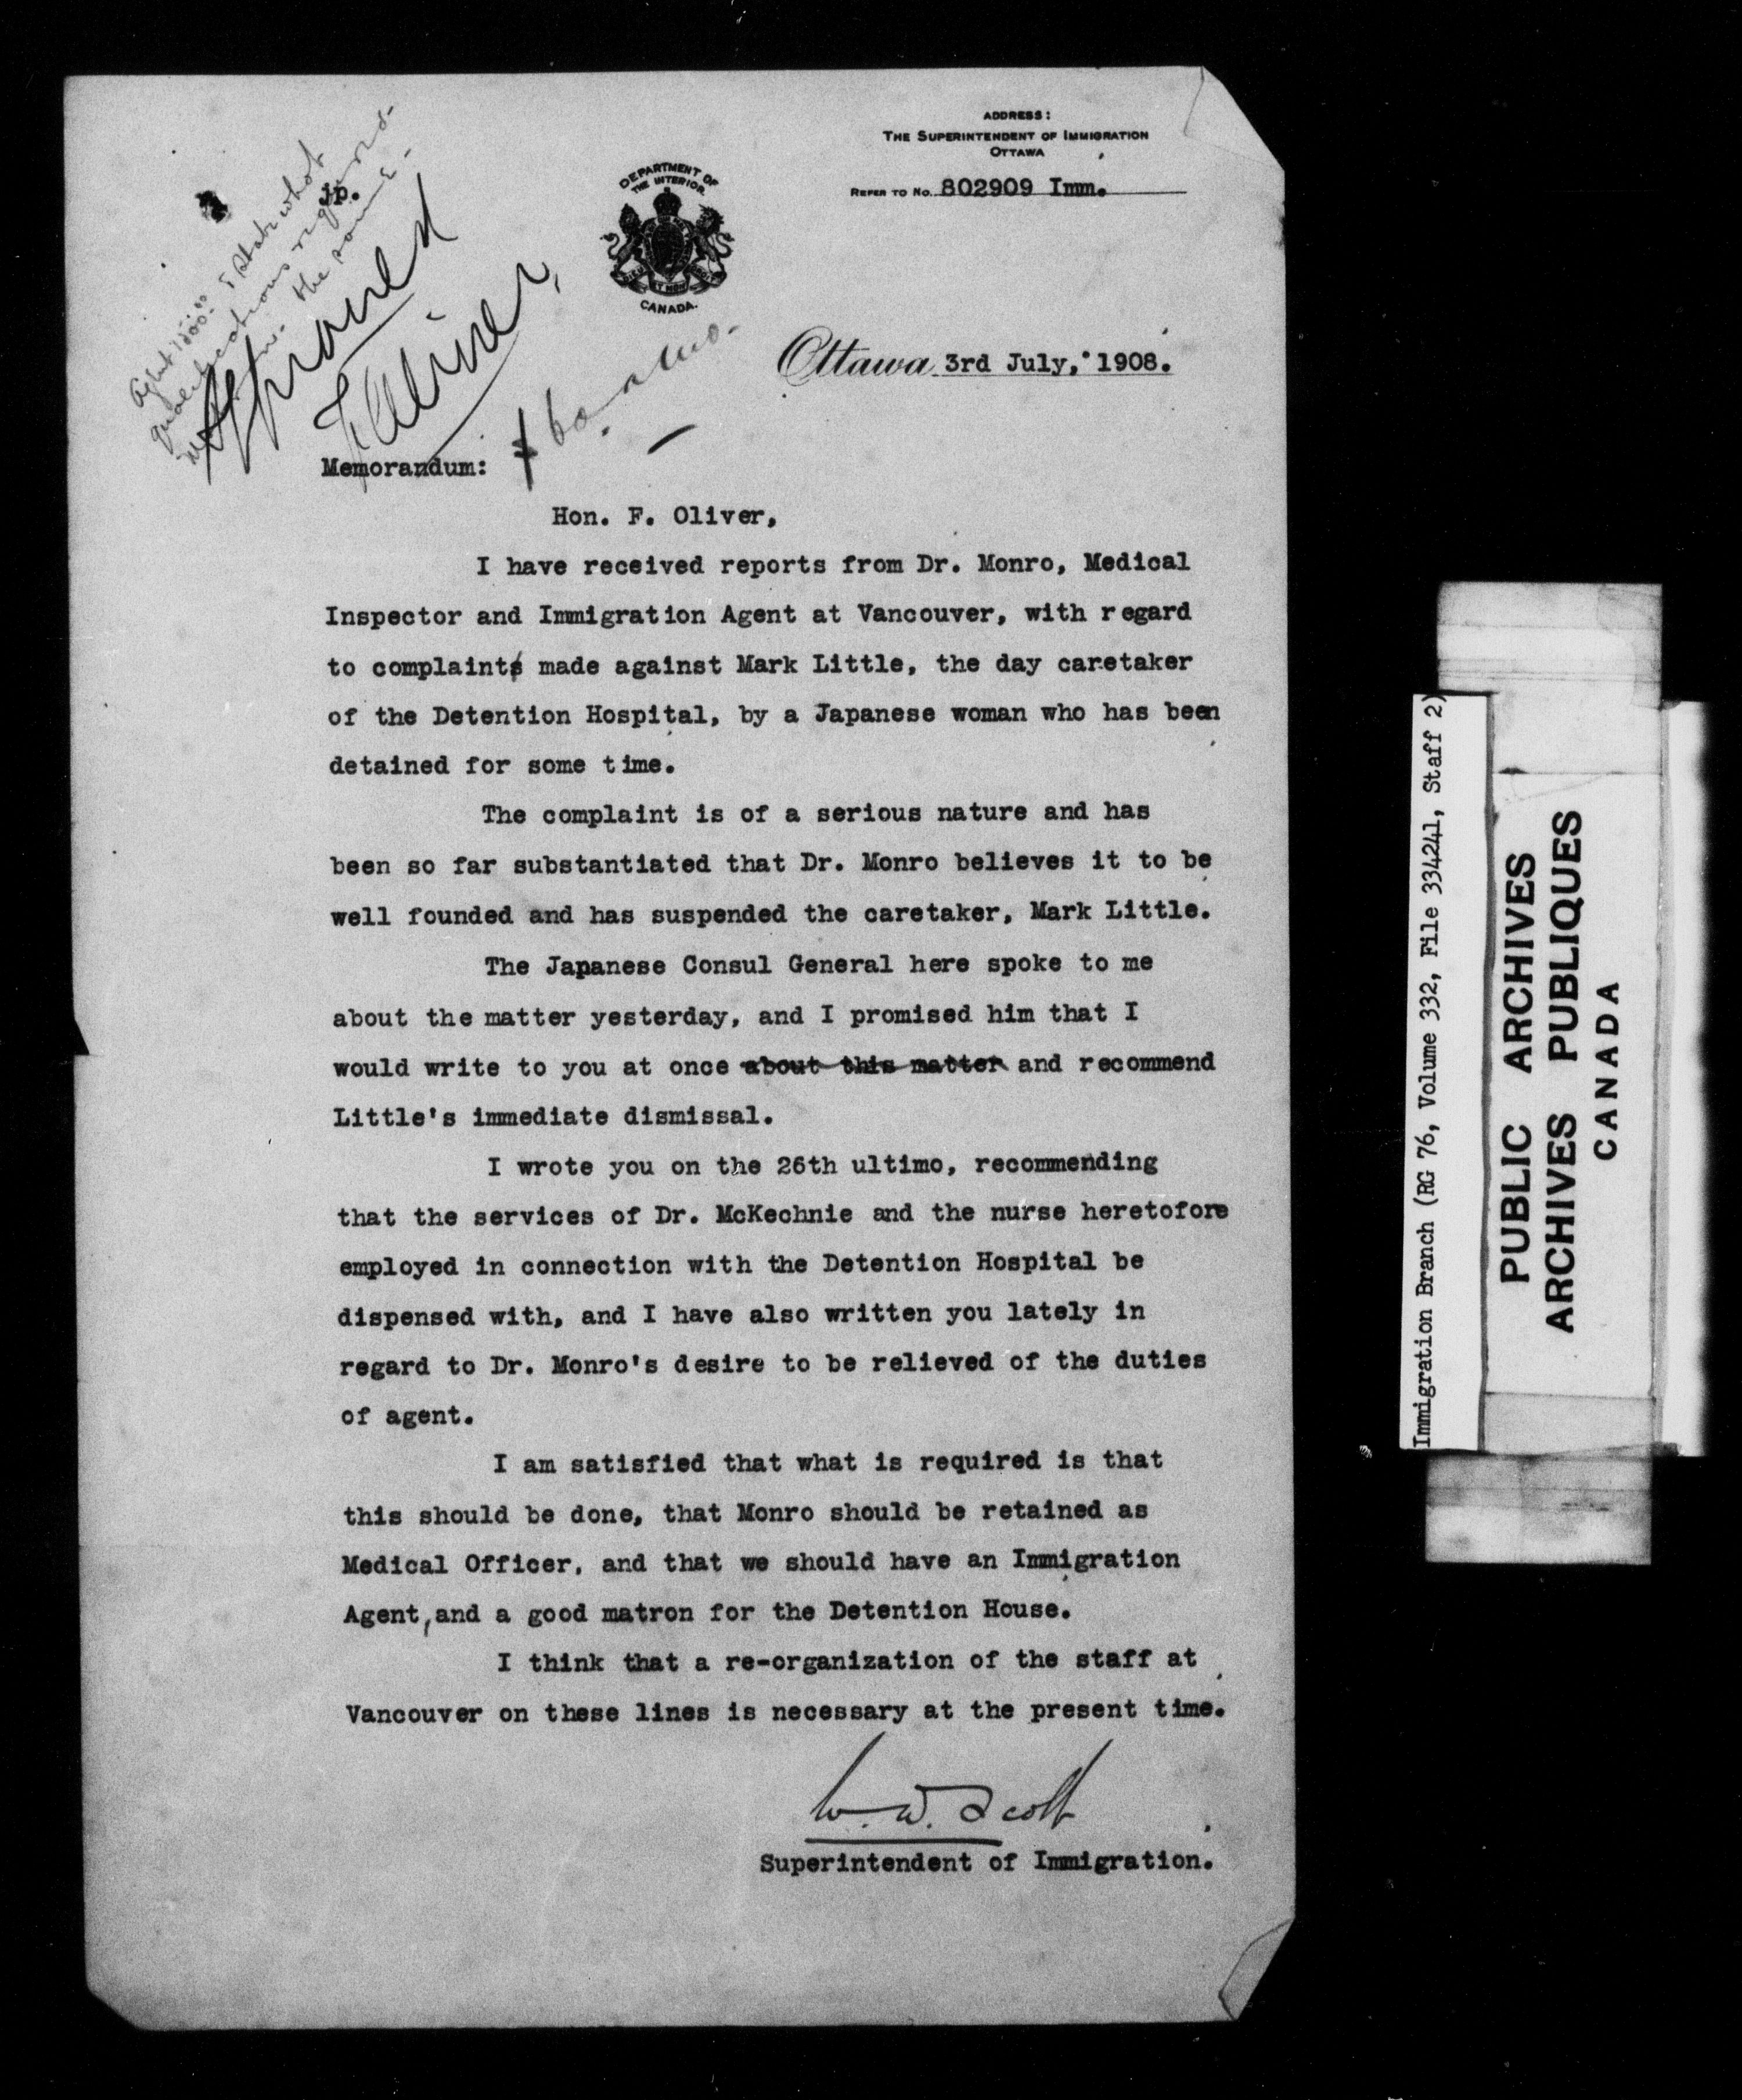 ADDRESS:
THE SUPERINTENDENT OF IMMIGRATION
OTTAWA
REFER TO NO. 802909 Imm.
DEPARTMENT OF
THE INTERIOR.
CANADA.
Jp.
Agent 1500.00 & State what
qualifications required
the same -
Approved
F Oliver
60 - a mo -
Ottawa 3rd July, 1908.
Memorandum:
Hon. F. Oliver,
I have received reports from Dr. Monro, Medical
Inspector and Immigration Agent at Vancouver, with regard
to complaints made against Mark Little, the day caretaker
of the Detention Hospital, by a Japanese woman who has been
detained for some time.
The complaint is of a serious nature and has
been so far substantiated that Dr. Monro believes it to be
well founded and has suspended the caretaker, Mark Little.
The Japanese Consul General here spoke to me
about the matter yesterday, and I promised him that I
would write to you at once about this matter and recommend
Little's immediate dismissal.
I wrote you on the 26th ultimo, recommending
that the services of Dr. McKechnie and the nurse heretofore
employed in connection with the Detention Hospital be
dispensed with, and I have also written you lately in
regard to Dr. Monro's desire to be relieved of the duties
of agent.
I am satisfied that what is required is that
this should be done, that Monro should be retained as
Medical Officer, and that we should have an Immigration
Agent, and a good matron for the Detention House.
I think that a re-organization of the staff at
Vancouver on these lines is necessary at the present time.
W. W. Scott
Superintendent of Immigration.
Immigration Branch (RG 76, Volume 332, File 334241, Staff 2)
PUBLIC ARCHIVES
ARCHIVES PUBLIQUES
CANADA